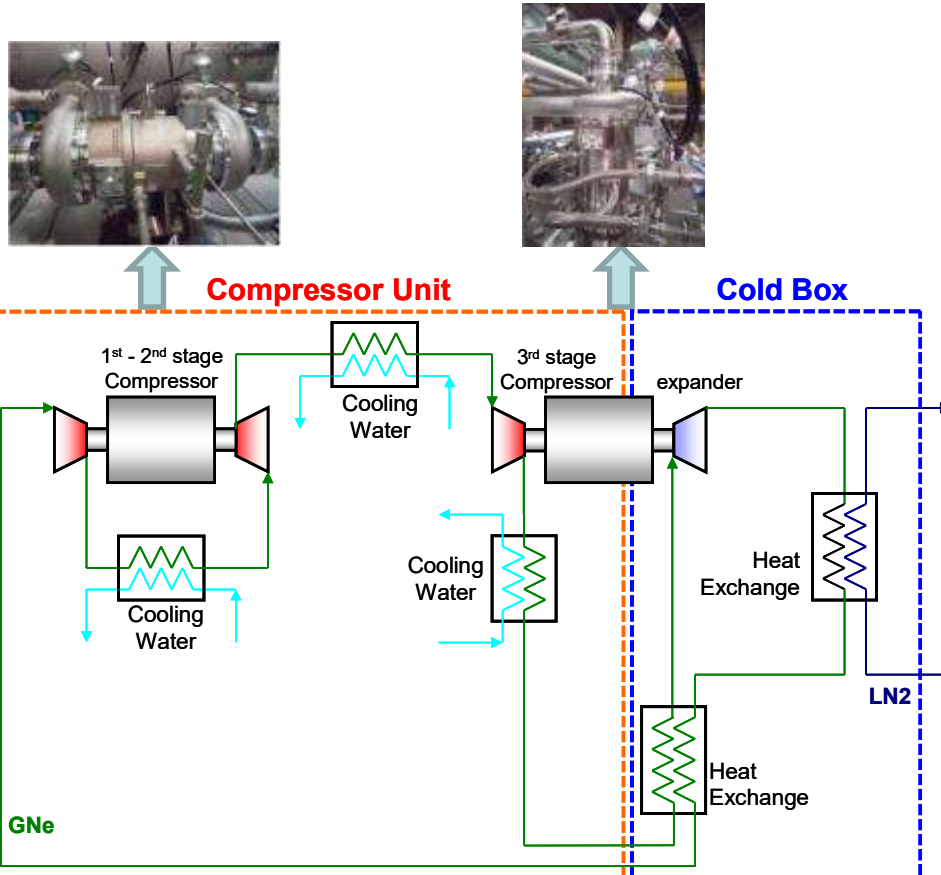 Compressor Unit
Cold Box
1st - 2nd stage
Compressor
3rd stage
Compressor
expander
Cooling
Water
Cooling
Water
Cooling
Water
Heat
Exchange
LN2
Heat
Exchange
GNe